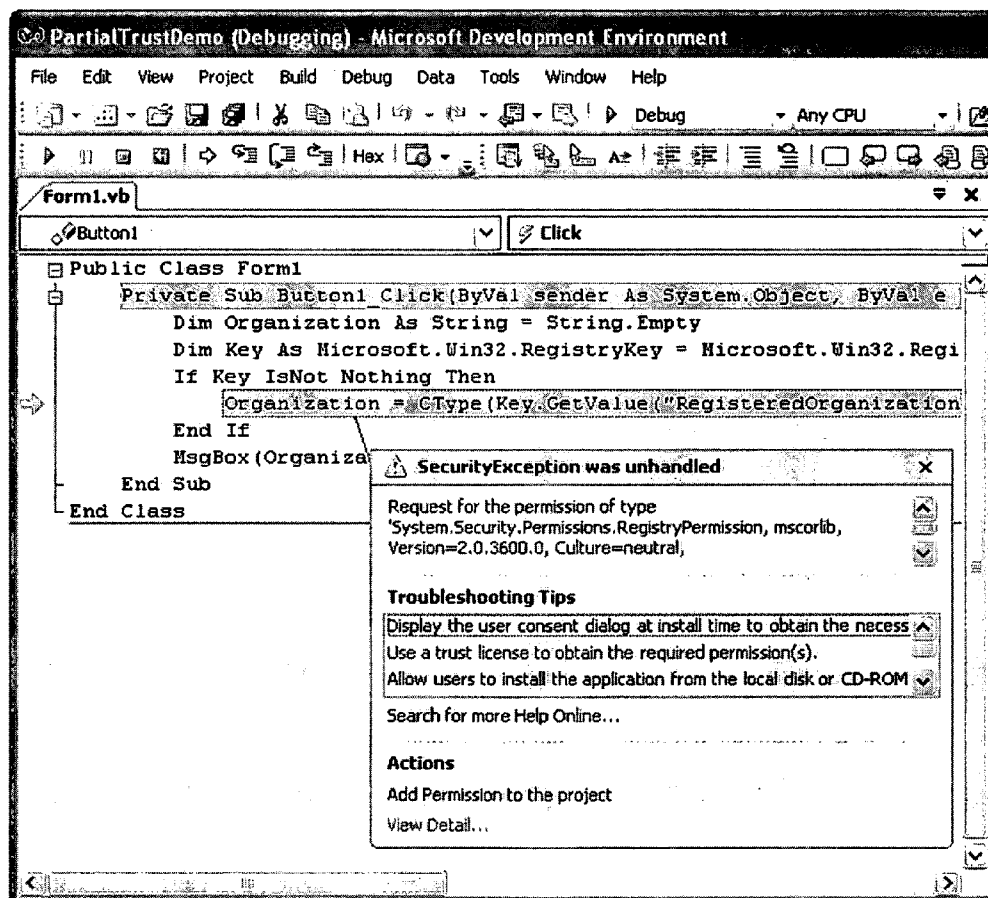 PartialTrustDemo (Debugging) - Microsoft Development Environment
File Edit View Project Build Debug Data Tools Window Help
Debug Any CPU
Hex
Form1.vb
Button1 Click
Public Class Form1
Private Sub Button1_Click(ByVal sender As System.Object, ByVal e
Dim Organization As String = String.Empty
Dim Key As Microsoft.Win32.RegistryKey = Microsoft.Win32.Regi
If Key IsNot Nothing Then
Organization = CType(Key.GetValue("RegisteredOrganization
End If
MsgBox(Organiza
End Sub
End Class
SecurityException was unhandled
Request for the permission of type
'System.Security.Permissions.RegistryPermission, mscorlib,
Version=2.0.3600.0, Culture=neutral,
Troubleshooting Tips
Display the user consent dialog at install time to obtain the necess
Use a trust license to obtain the required permission(s).
Allow users to install the application from the local disk or CD-ROM
Search for more Help Online...
Actions
Add Permission to the project
View Detail...